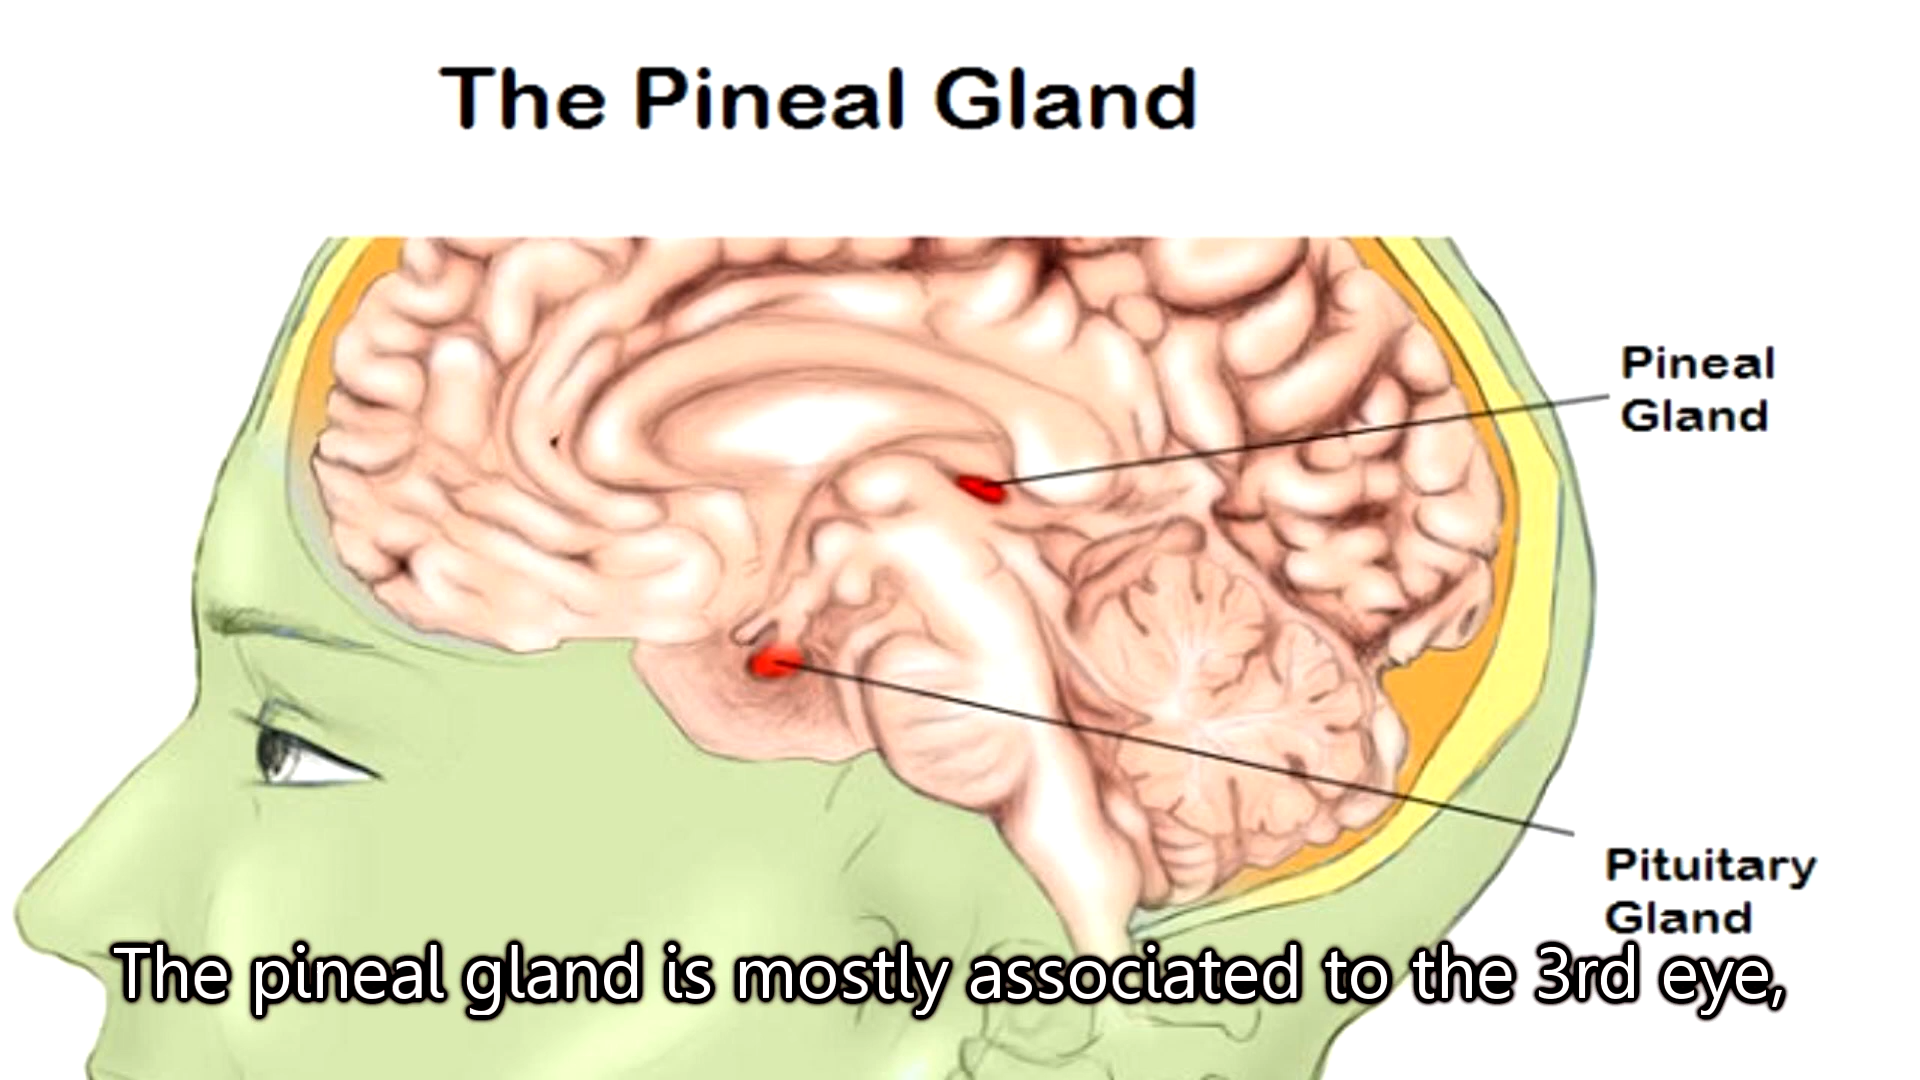 The Pineal Gland
Pineal
Gland
Pituitary
Gland
The pineal gland is mostly associated to the 3rd eye,